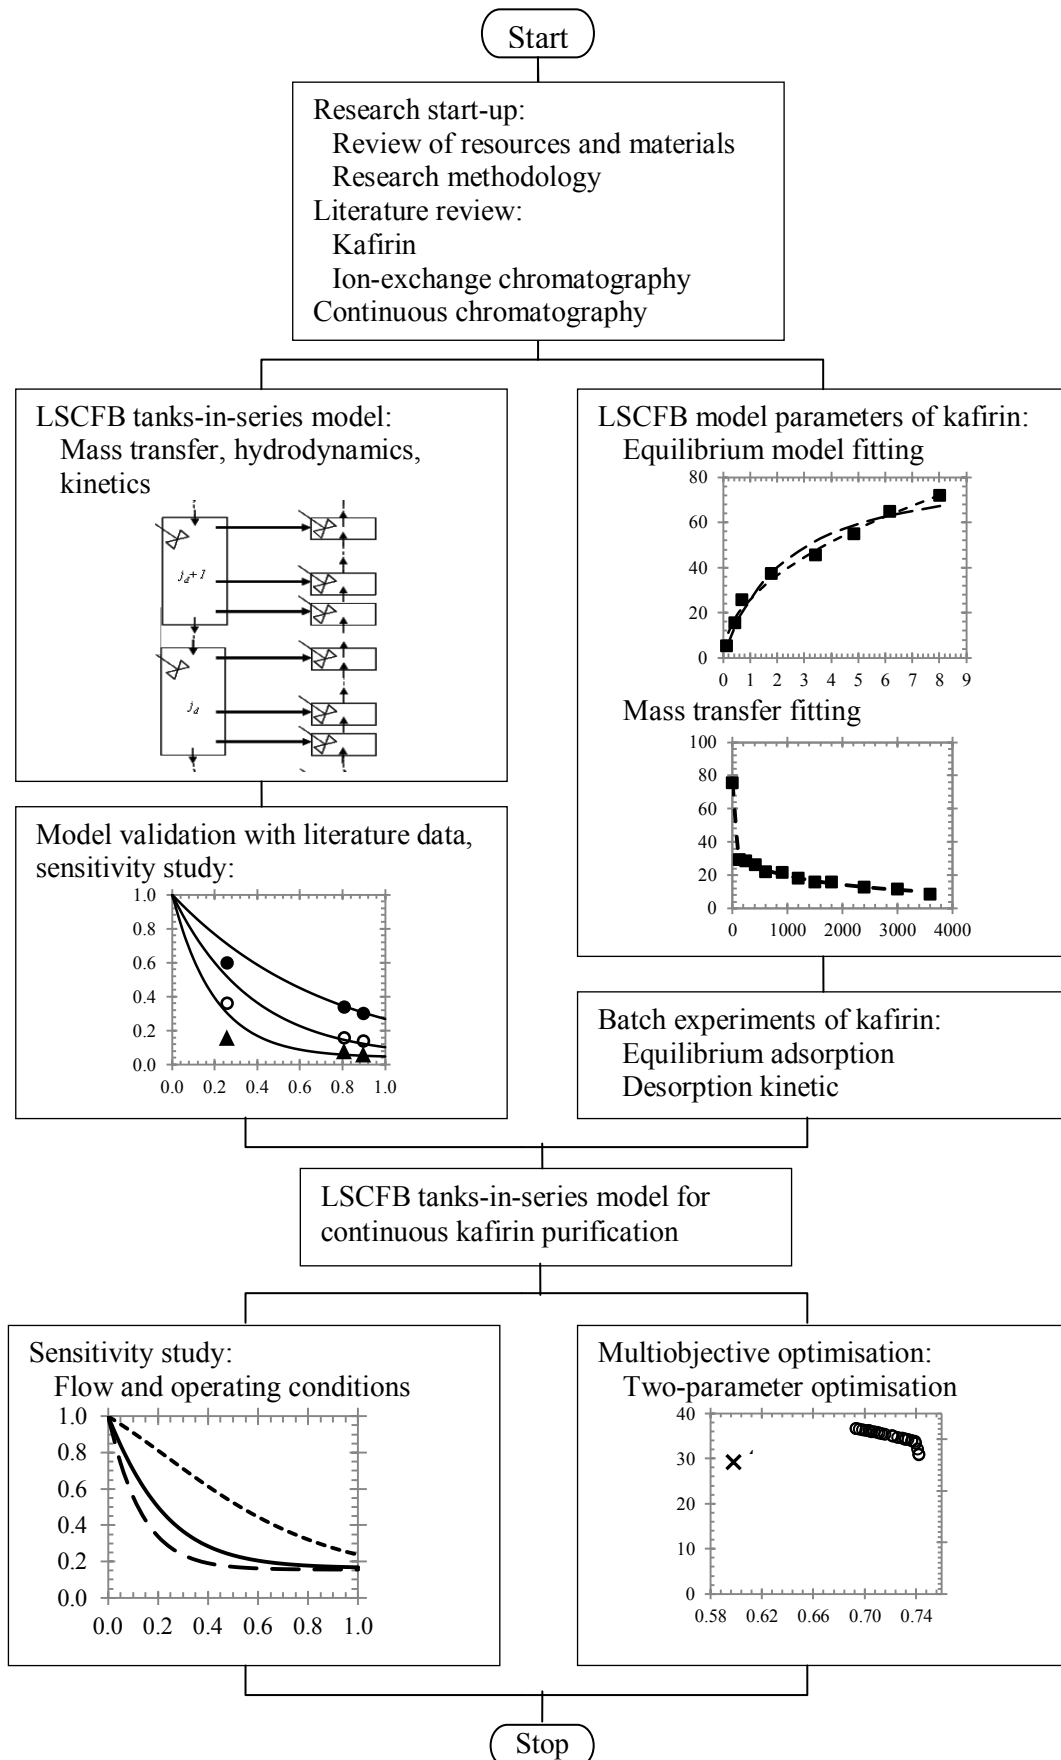 Start
Research start-up:
Review of resources and materials
Research methodology
Literature review:
Kafirin
Ion-exchange chromatography
Continuous chromatography
LSCFB tanks-in-series model:
Mass transfer, hydrodynamics,
kinetics
j_d+1
j_d
LSCFB model parameters of kafirin:
Equilibrium model fitting
80
60
40
20
0
0 1 2 3 4 5 6 7 8 9
Mass transfer fitting
100
80
60
40
20
0
0 1000 2000 3000 4000
Model validation with literature data,
sensitivity study:
1.0
0.8
0.6
0.4
0.2
0.0
0.0 0.2 0.4 0.6 0.8 1.0
Batch experiments of kafirin:
Equilibrium adsorption
Desorption kinetic
LSCFB tanks-in-series model for
continuous kafirin purification
Sensitivity study:
Flow and operating conditions
1.0
0.8
0.6
0.4
0.2
0.0
0.0 0.2 0.4 0.6 0.8 1.0
Multiobjective optimisation:
Two-parameter optimisation
40
30
20
10
0
0.58 0.62 0.66 0.70 0.74
Stop